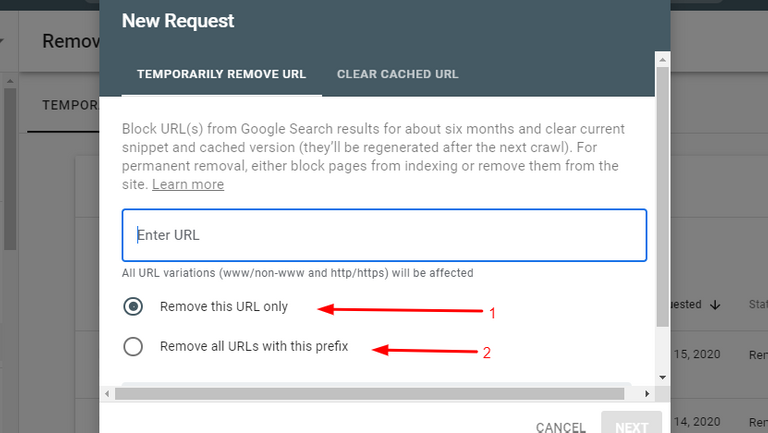 New Request
Remov
TEMPORARILY REMOVE URL CLEAR CACHED URL
TEMPOR
Block URL(s) from Google Search results for about six months and clear current
snippet and cached version (they'll be regenerated after the next crawl). For
permanent removal, either block pages from indexing or remove them from the
site. Learn more
Enter URL
All URL variations (www/non-www and http/https) will be affected
Remove this URL only 1
uested Stat
Remove all URLs with this prefix 2
15, 2020 Ren
CANCEL NEXT
14, 2020 Ren